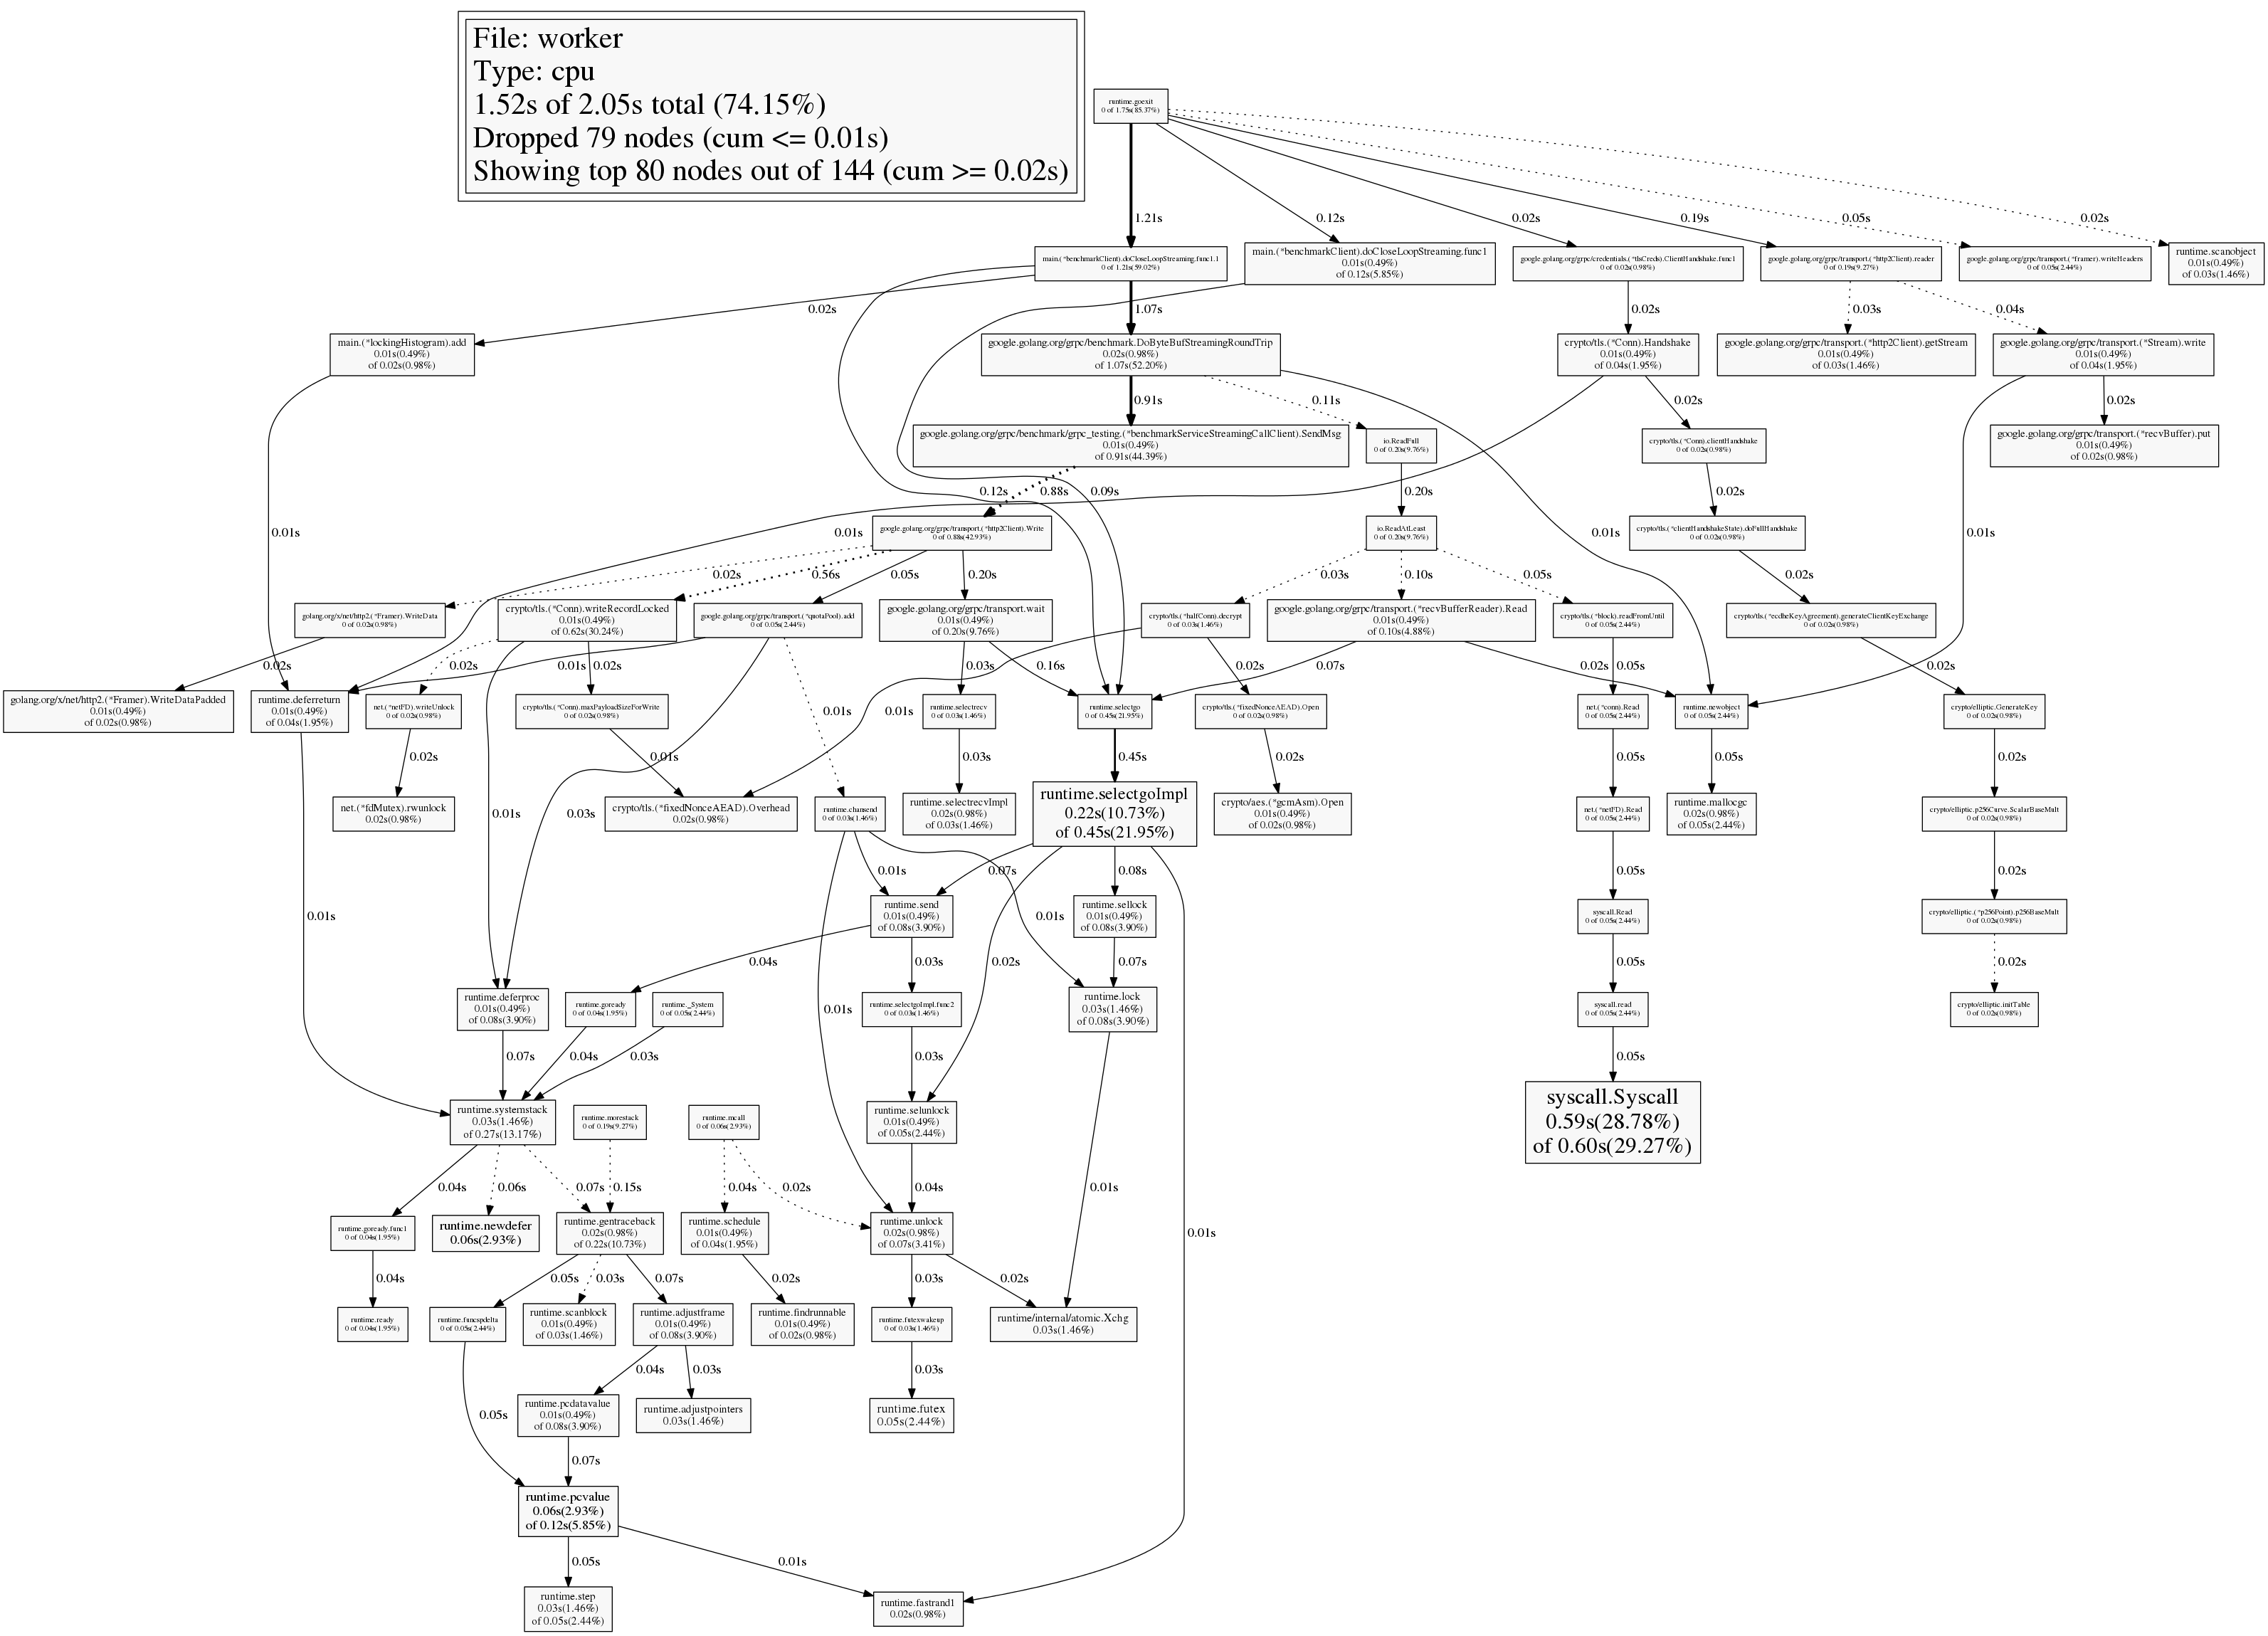 File: worker
Type: cpu
1.52s of 2.05s total (74.15%)
Dropped 79 nodes (cum <= 0.01s)
Showing top 80 nodes out of 144 (cum >= 0.02s)
runtime.goexit
0 of 1.75s(85.37%)
1.21s
0.12s
0.02s
0.19s
0.05s
0.02s
main.(*benchmarkClient).doCloseLoopStreaming.func1.1
0 of 1.21s(59.02%)
main.(*benchmarkClient).doCloseLoopStreaming.func1
0.01s(0.49%)
of 0.12s(5.85%)
google.golang.org/grpc/credentials.(*tlsCreds).ClientHandshake.func1
0 of 0.02s(0.98%)
google.golang.org/grpc/transport.(*http2Client).reader
0 of 0.19s(9.27%)
google.golang.org/grpc/transport.(*framer).writeHeaders
0 of 0.05s(2.44%)
runtime.scanobject
0.01s(0.49%)
of 0.03s(1.46%)
0.02s
1.07s
0.02s
0.03s
0.04s
main.(*lockingHistogram).add
0.01s(0.49%)
of 0.02s(0.98%)
google.golang.org/grpc/benchmark.DoByteBufStreamingRoundTrip
0.02s(0.98%)
of 1.07s(52.20%)
crypto/tls.(*Conn).Handshake
0.01s(0.49%)
of 0.04s(1.95%)
google.golang.org/grpc/transport.(*http2Client).getStream
0.01s(0.49%)
of 0.03s(1.46%)
google.golang.org/grpc/transport.(*Stream).write
0.01s(0.49%)
of 0.04s(1.95%)
0.91s
0.11s
0.02s
0.02s
google.golang.org/grpc/benchmark/grpc_testing.(*benchmarkServiceStreamingCallClient).SendMsg
0.01s(0.49%)
of 0.91s(44.39%)
io.ReadFull
0 of 0.20s(9.76%)
crypto/tls.(*Conn).clientHandshake
0 of 0.02s(0.98%)
google.golang.org/grpc/transport.(*recvBuffer).put
0.01s(0.49%)
of 0.02s(0.98%)
0.12s
0.88s
0.09s
0.20s
0.02s
0.01s
0.01s
0.01s
0.01s
google.golang.org/grpc/transport.(*http2Client).Write
0 of 0.88s(42.93%)
io.ReadAtLeast
0 of 0.20s(9.76%)
crypto/tls.(*clientHandshakeState).doFullHandshake
0 of 0.02s(0.98%)
0.02s
0.56s
0.05s
0.20s
0.03s
0.10s
0.05s
0.02s
golang.org/x/net/http2.(*Framer).WriteData
0 of 0.02s(0.98%)
crypto/tls.(*Conn).writeRecordLocked
0.01s(0.49%)
of 0.62s(30.24%)
google.golang.org/grpc/transport.(*quotaPool).add
0 of 0.05s(2.44%)
google.golang.org/grpc/transport.wait
0.01s(0.49%)
of 0.20s(9.76%)
crypto/tls.(*halfConn).decrypt
0 of 0.03s(1.46%)
google.golang.org/grpc/transport.(*recvBufferReader).Read
0.01s(0.49%)
of 0.10s(4.88%)
crypto/tls.(*block).readFromUntil
0 of 0.05s(2.44%)
crypto/tls.(*ecdheKeyAgreement).generateClientKeyExchange
0 of 0.02s(0.98%)
0.02s
0.02s
0.01s
0.02s
0.03s
0.16s
0.02s
0.07s
0.02s
0.05s
0.02s
golang.org/x/net/http2.(*Framer).WriteDataPadded
0.01s(0.49%)
of 0.02s(0.98%)
runtime.deferreturn
0.01s(0.49%)
of 0.04s(1.95%)
net.(*netFD).writeUnlock
0 of 0.02s(0.98%)
crypto/tls.(*Conn).maxPayloadSizeForWrite
0 of 0.02s(0.98%)
0.01s
0.01s
runtime.selectrecv
0 of 0.03s(1.46%)
runtime.selectgo
0 of 0.45s(21.95%)
crypto/tls.(*fixedNonceAEAD).Open
0 of 0.02s(0.98%)
net.(*conn).Read
0 of 0.05s(2.44%)
runtime.newobject
0 of 0.05s(2.44%)
crypto/elliptic.GenerateKey
0 of 0.02s(0.98%)
0.02s
0.01s
0.03s
0.45s
0.02s
0.05s
0.05s
0.02s
net.(*fdMutex).rwunlock
0.02s(0.98%)
0.01s
0.03s
crypto/tls.(*fixedNonceAEAD).Overhead
0.02s(0.98%)
runtime.chansend
0 of 0.03s(1.46%)
runtime.selectrecvImpl
0.02s(0.98%)
of 0.03s(1.46%)
runtime.selectgoImpl
0.22s(10.73%)
of 0.45s(21.95%)
crypto/aes.(*gcmAsm).Open
0.01s(0.49%)
of 0.02s(0.98%)
net.(*netFD).Read
0 of 0.05s(2.44%)
runtime.mallocgc
0.02s(0.98%)
of 0.05s(2.44%)
crypto/elliptic.p256Curve.ScalarBaseMult
0 of 0.02s(0.98%)
0.01s
0.07s
0.08s
0.05s
0.02s
runtime.send
0.01s(0.49%)
of 0.08s(3.90%)
0.01s
runtime.sellock
0.01s(0.49%)
of 0.08s(3.90%)
syscall.Read
0 of 0.05s(2.44%)
crypto/elliptic.(*p256Point).p256BaseMult
0 of 0.02s(0.98%)
0.01s
0.04s
0.03s
0.02s
0.07s
0.05s
0.02s
runtime.deferproc
0.01s(0.49%)
of 0.08s(3.90%)
runtime.goready
0 of 0.04s(1.95%)
runtime._System
0 of 0.05s(2.44%)
0.01s
runtime.selectgoImpl.func2
0 of 0.03s(1.46%)
runtime.lock
0.03s(1.46%)
of 0.08s(3.90%)
syscall.read
0 of 0.05s(2.44%)
crypto/elliptic.initTable
0 of 0.02s(0.98%)
0.07s
0.04s
0.03s
0.03s
0.05s
runtime.systemstack
0.03s(1.46%)
of 0.27s(13.17%)
runtime.morestack
0 of 0.19s(9.27%)
runtime.mcall
0 of 0.06s(2.93%)
runtime.selunlock
0.01s(0.49%)
of 0.05s(2.44%)
syscall.Syscall
0.59s(28.78%)
of 0.60s(29.27%)
0.04s
0.06s
0.07s
0.15s
0.04s
0.02s
0.04s
0.01s
0.01s
runtime.goready.func1
0 of 0.04s(1.95%)
runtime.newdefer
0.06s(2.93%)
runtime.gentraceback
0.02s(0.98%)
of 0.22s(10.73%)
runtime.schedule
0.01s(0.49%)
of 0.04s(1.95%)
runtime.unlock
0.02s(0.98%)
of 0.07s(3.41%)
0.04s
0.05s
0.03s
0.07s
0.02s
0.03s
0.02s
runtime.ready
0 of 0.04s(1.95%)
runtime.funcspdelta
0 of 0.05s(2.44%)
runtime.scanblock
0.01s(0.49%)
of 0.03s(1.46%)
runtime.adjustframe
0.01s(0.49%)
of 0.08s(3.90%)
runtime.findrunnable
0.01s(0.49%)
of 0.02s(0.98%)
runtime.futexwakeup
0 of 0.03s(1.46%)
runtime/internal/atomic.Xchg
0.03s(1.46%)
0.04s
0.03s
0.03s
0.05s
runtime.pcdatavalue
0.01s(0.49%)
of 0.08s(3.90%)
runtime.adjustpointers
0.03s(1.46%)
runtime.futex
0.05s(2.44%)
0.07s
runtime.pcvalue
0.06s(2.93%)
of 0.12s(5.85%)
0.05s
0.01s
runtime.step
0.03s(1.46%)
of 0.05s(2.44%)
runtime.fastrand1
0.02s(0.98%)